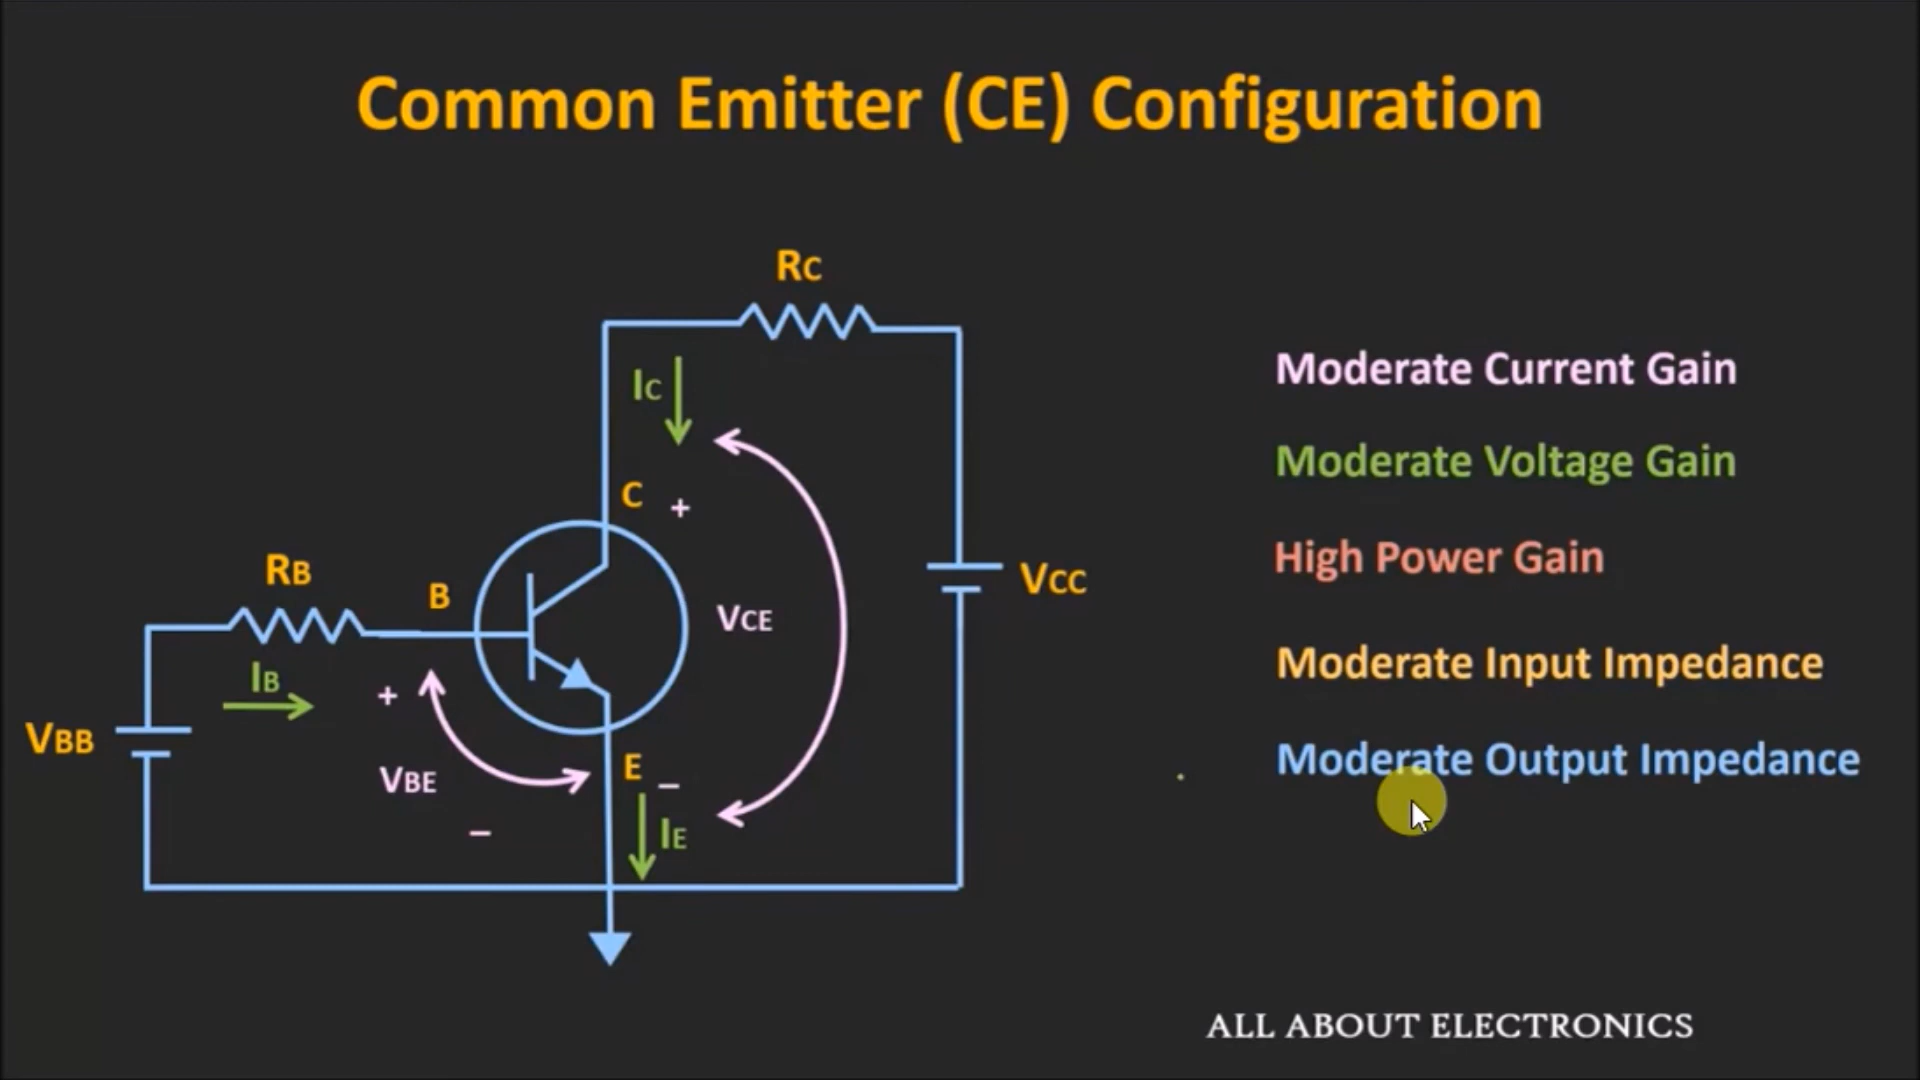 Common Emitter (CE) Configuration
RC
IC
C
+
RB
B
VCE
VCC
IB
+
VBB
VBE
E
–
IE
–
Moderate Current Gain
Moderate Voltage Gain
High Power Gain
Moderate Input Impedance
Moderate Output Impedance
ALL ABOUT ELECTRONICS